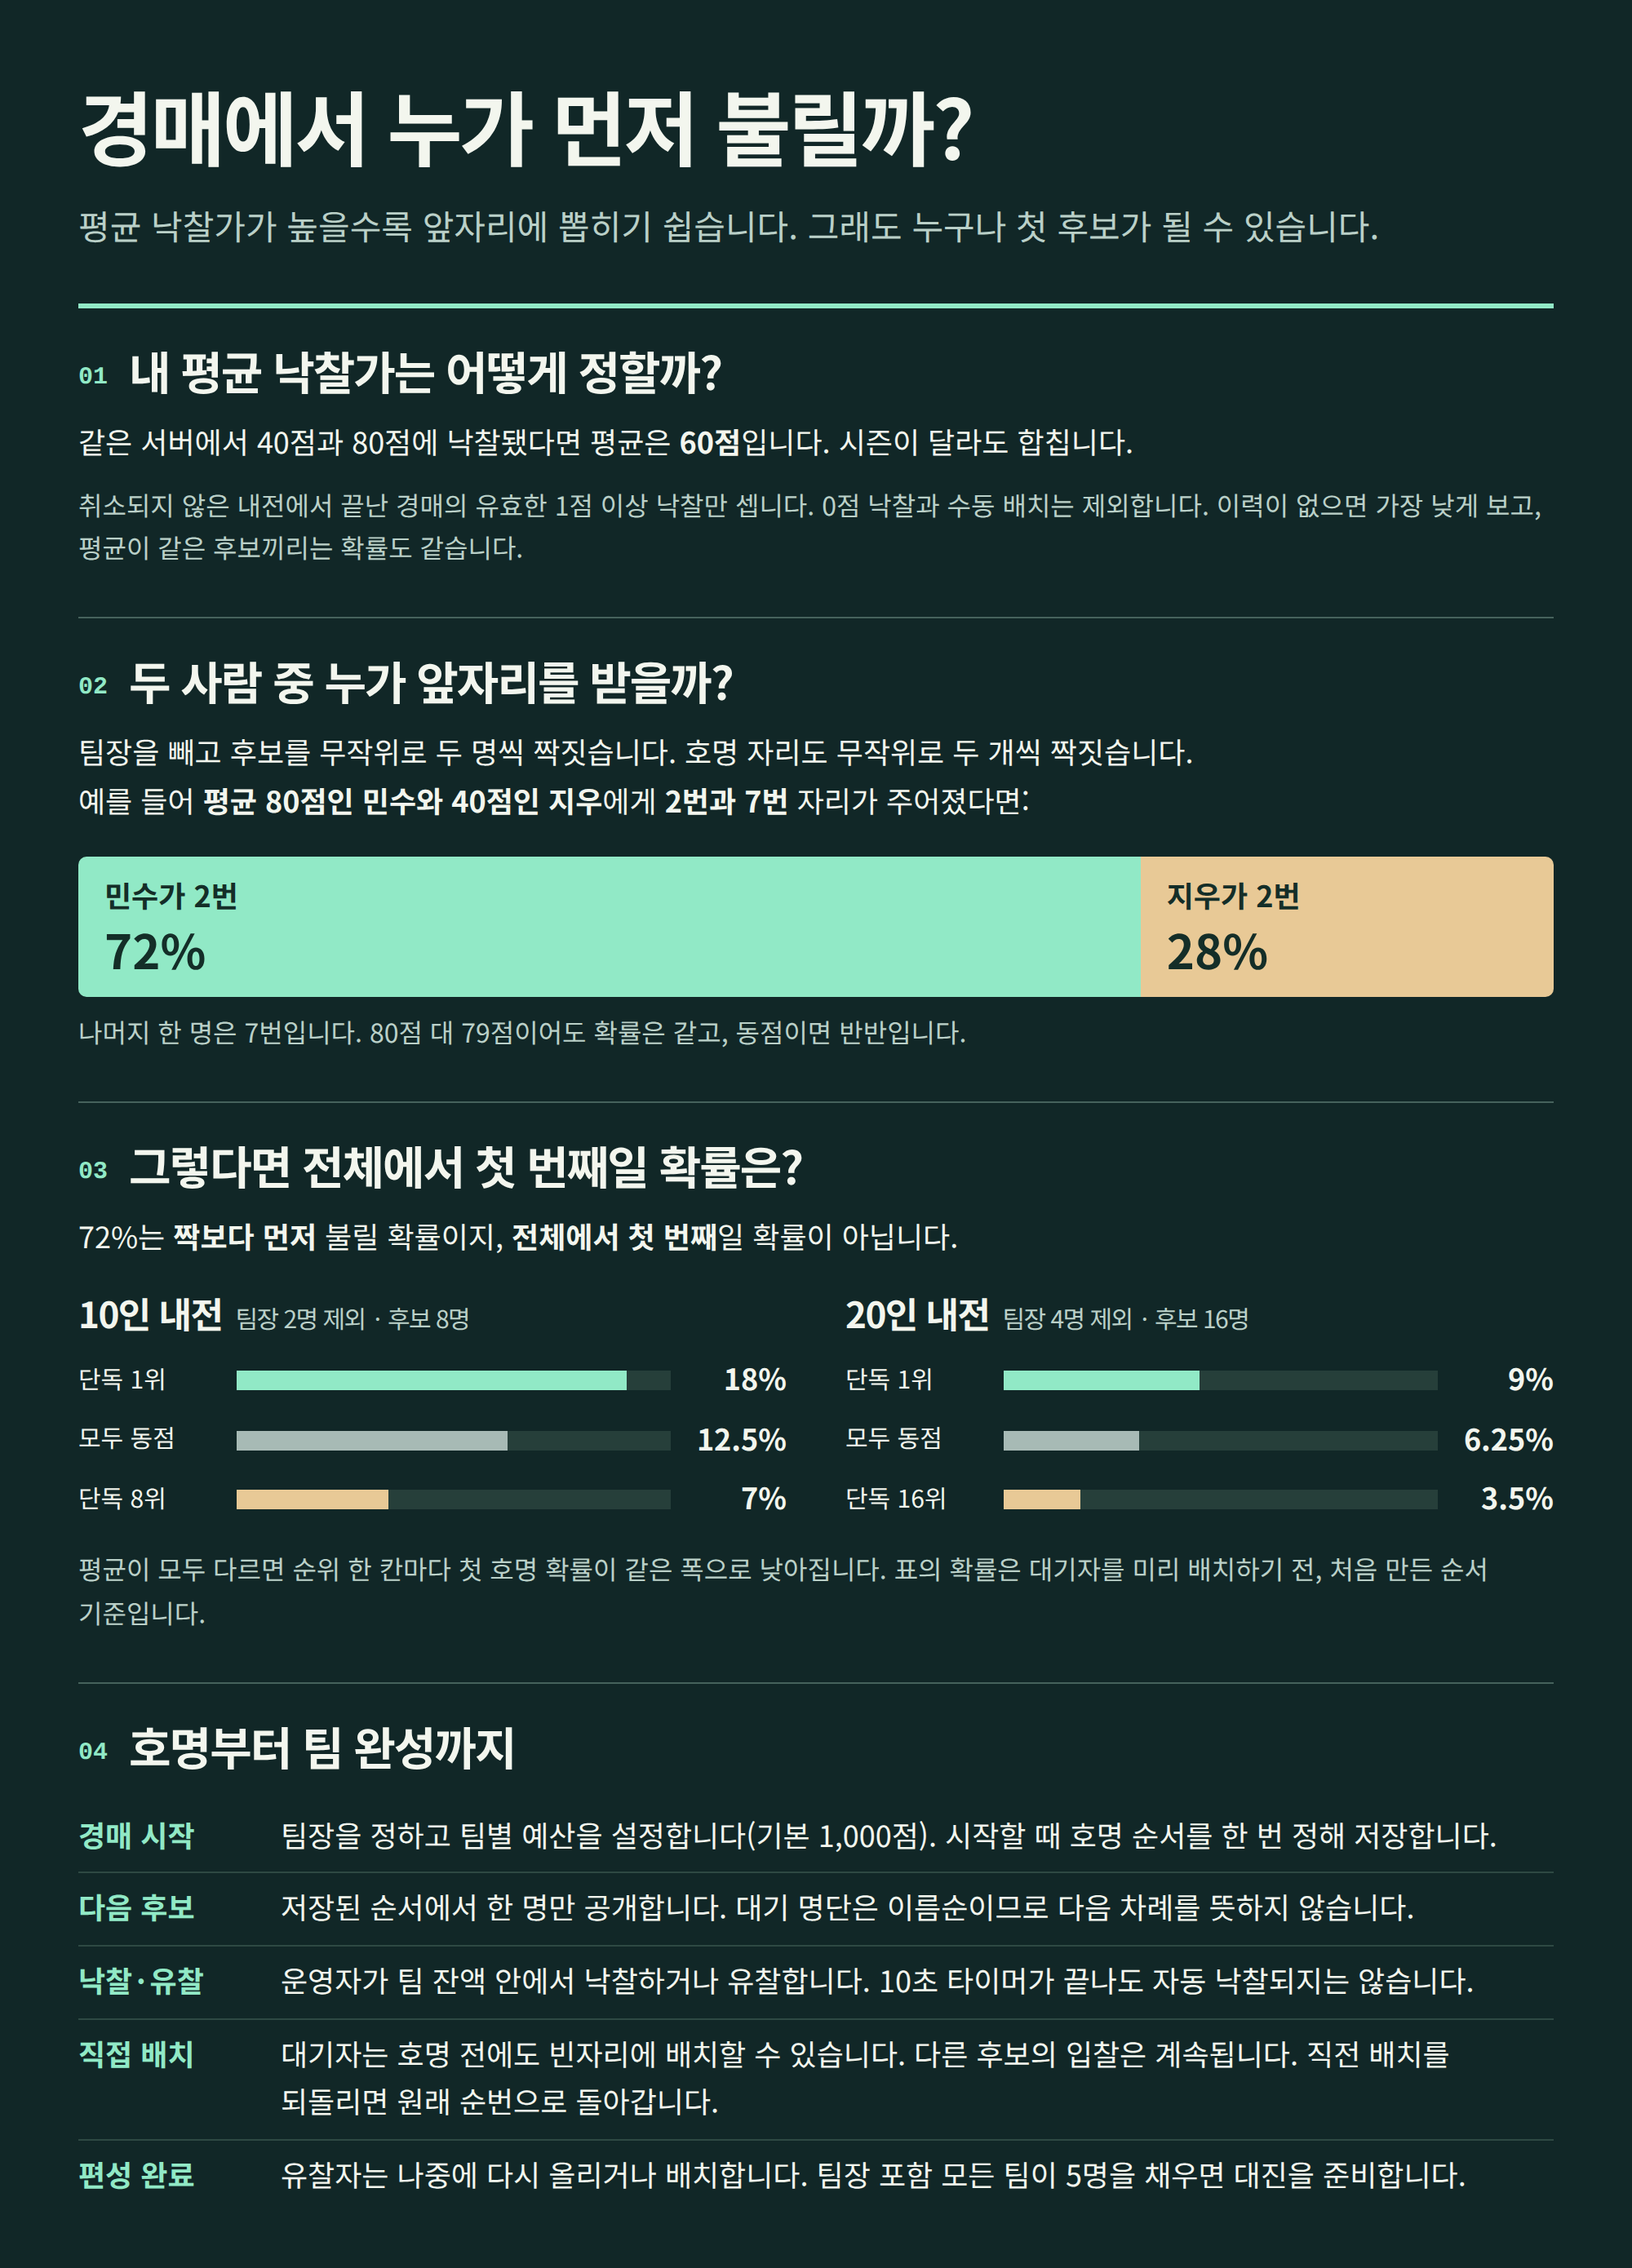 경매에서 누가 먼저 불릴까?
평균 낙찰가가 높을수록 앞자리에 뽑히기 쉽습니다. 그래도 누구나 첫 후보가 될 수 있습니다.
01 내 평균 낙찰가는 어떻게 정할까?
같은 서버에서 40점과 80점에 낙찰됐다면 평균은 60점입니다. 시즌이 달라도 합칩니다.
취소되지 않은 내전에서 끝난 경매의 유효한 1점 이상 낙찰만 셉니다. 0점 낙찰과 수동 배치는 제외합니다. 이력이 없으면 가장 낮게 보고,
평균이 같은 후보끼리는 확률도 같습니다.
02 두 사람 중 누가 앞자리를 받을까?
팀장을 빼고 후보를 무작위로 두 명씩 짝짓습니다. 호명 자리도 무작위로 두 개씩 짝짓습니다.
예를 들어 평균 80점인 민수와 40점인 지우에게 2번과 7번 자리가 주어졌다면:
민수가 2번
72%
지우가 2번
28%
나머지 한 명은 7번입니다. 80점 대 79점이어도 확률은 같고, 동점이면 반반입니다.
03 그렇다면 전체에서 첫 번째일 확률은?
72%는 짝보다 먼저 불릴 확률이지, 전체에서 첫 번째일 확률이 아닙니다.
10인 내전 팀장 2명 제외 · 후보 8명
단독 1위 18%
모두 동점 12.5%
단독 8위 7%
20인 내전 팀장 4명 제외 · 후보 16명
단독 1위 9%
모두 동점 6.25%
단독 16위 3.5%
평균이 모두 다르면 순위 한 칸마다 첫 호명 확률이 같은 폭으로 낮아집니다. 표의 확률은 대기자를 미리 배치하기 전, 처음 만든 순서
기준입니다.
04 호명부터 팀 완성까지
경매 시작 팀장을 정하고 팀별 예산을 설정합니다(기본 1,000점). 시작할 때 호명 순서를 한 번 정해 저장합니다.
다음 후보 저장된 순서에서 한 명만 공개합니다. 대기 명단은 이름순이므로 다음 차례를 뜻하지 않습니다.
낙찰·유찰 운영자가 팀 잔액 안에서 낙찰하거나 유찰합니다. 10초 타이머가 끝나도 자동 낙찰되지는 않습니다.
직접 배치 대기자는 호명 전에도 빈자리에 배치할 수 있습니다. 다른 후보의 입찰은 계속됩니다. 직전 배치를
되돌리면 원래 순번으로 돌아갑니다.
편성 완료 유찰자는 나중에 다시 올리거나 배치합니다. 팀장 포함 모든 팀이 5명을 채우면 대진을 준비합니다.